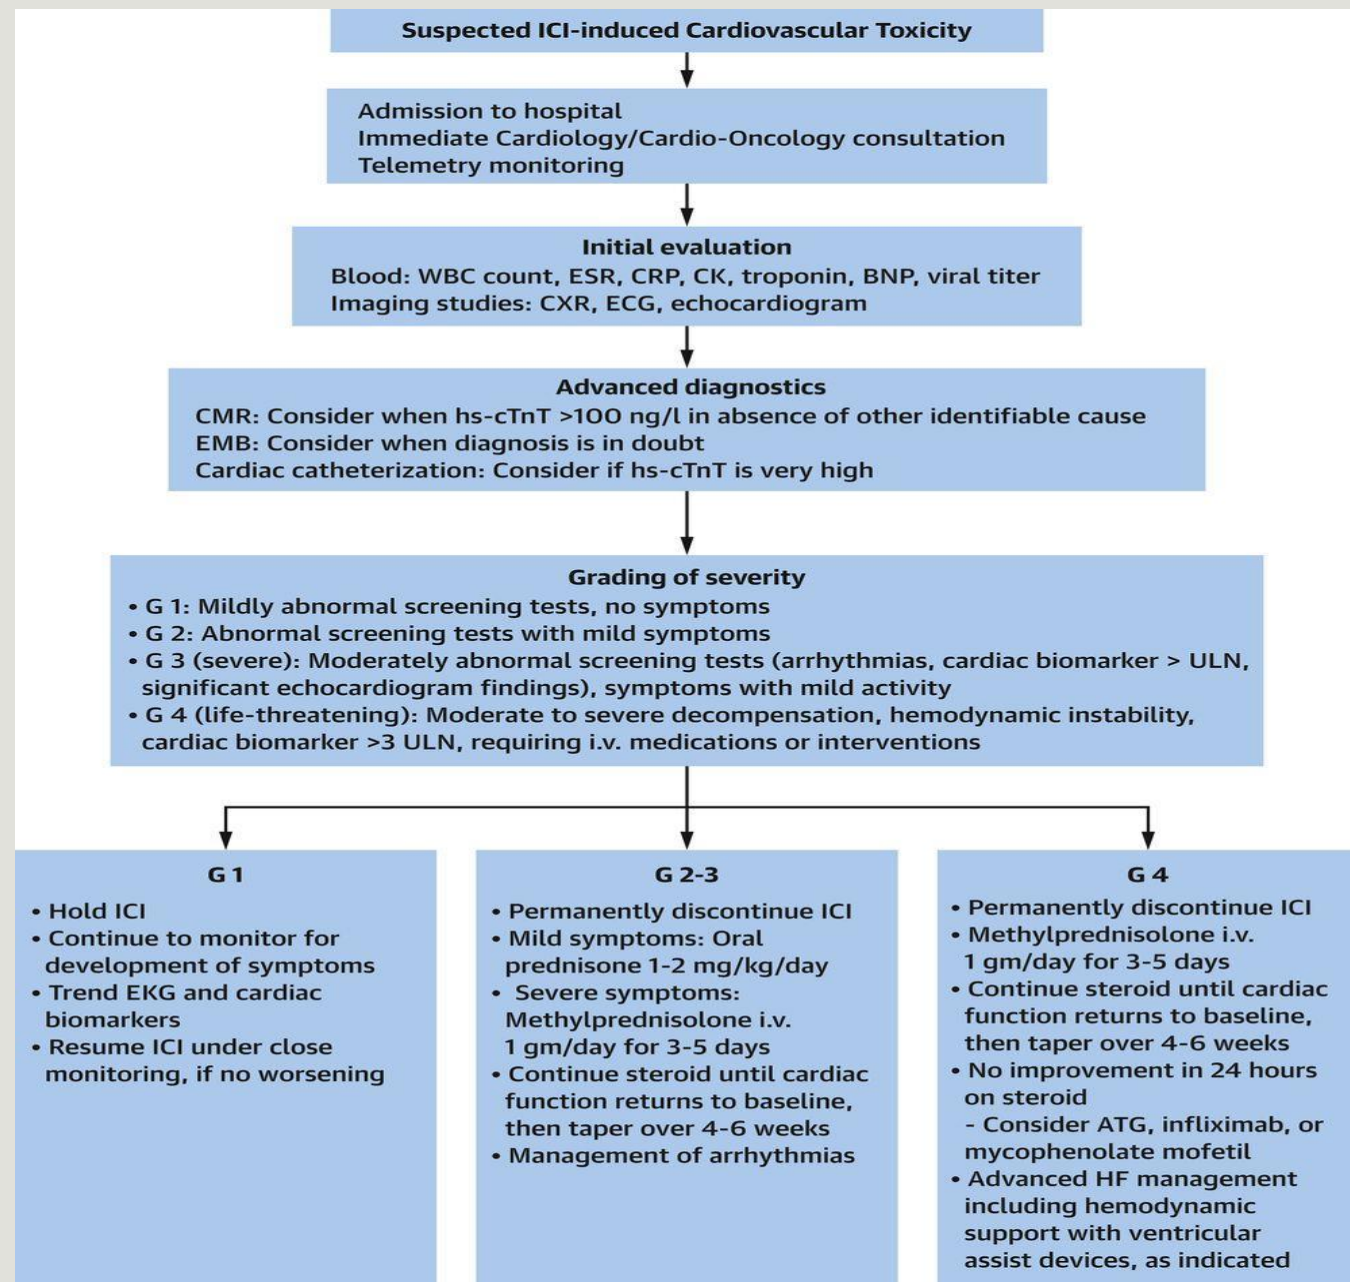 Suspected ICI-induced Cardiovascular Toxicity
Admission to hospital
Immediate Cardiology/Cardio-Oncology consultation
Telemetry monitoring
Initial evaluation
Blood: WBC count, ESR, CRP, CK, troponin, BNP, viral titer
Imaging studies: CXR, ECG, echocardiogram
Advanced diagnostics
CMR: Consider when hs-cTnT >100 ng/l in absence of other identifiable cause
EMB: Consider when diagnosis is in doubt
Cardiac catheterization: Consider if hs-cTnT is very high
Grading of severity
• G 1: Mildly abnormal screening tests, no symptoms
• G 2: Abnormal screening tests with mild symptoms
• G 3 (severe): Moderately abnormal screening tests (arrhythmias, cardiac biomarker > ULN,
significant echocardiogram findings), symptoms with mild activity
• G 4 (life-threatening): Moderate to severe decompensation, hemodynamic instability,
cardiac biomarker >3 ULN, requiring i.v. medications or interventions
G 1
• Hold ICI
• Continue to monitor for
development of symptoms
• Trend EKG and cardiac
biomarkers
• Resume ICI under close
monitoring, if no worsening
G 2-3
• Permanently discontinue ICI
• Mild symptoms: Oral
prednisone 1-2 mg/kg/day
• Severe symptoms:
Methylprednisolone i.v.
1 gm/day for 3-5 days
• Continue steroid until cardiac
function returns to baseline,
then taper over 4-6 weeks
• Management of arrhythmias
G 4
• Permanently discontinue ICI
• Methylprednisolone i.v.
1 gm/day for 3-5 days
• Continue steroid until cardiac
function returns to baseline,
then taper over 4-6 weeks
• No improvement in 24 hours
on steroid
- Consider ATG, infliximab, or
mycophenolate mofetil
• Advanced HF management
including hemodynamic
support with ventricular
assist devices, as indicated